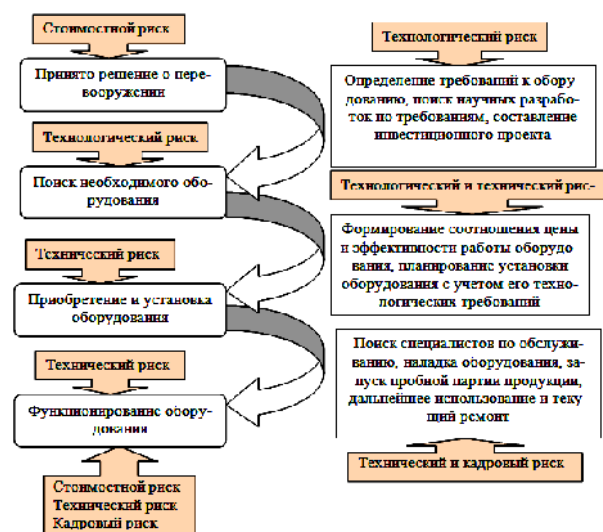 Стоимостной риск
Принято решение о пере-
вооружении
Технологический риск
Поиск необходимого обо-
рудования
Технический риск
Приобретение и установка
оборудования
Технический риск
Функционирование обору-
дования
Стоимостной риск
Технический риск
Кадровый риск
Технологический риск
Определение требований к обору
дованию, поиск научных разрабо-
ток по требованиям, составление
инвестиционного проекта
Технологический и технический рис-
Формирование соотношения цены
и эффективности работы оборудо
вания, планирование установки
оборудования с учетом его техно-
логических требований
Поиск специалистов по обслужи-
ванию, наладка оборудования, за-
пуск пробной партии продукции,
дальнейшее использование и теку
щий ремонт
Технический и кадровый риск